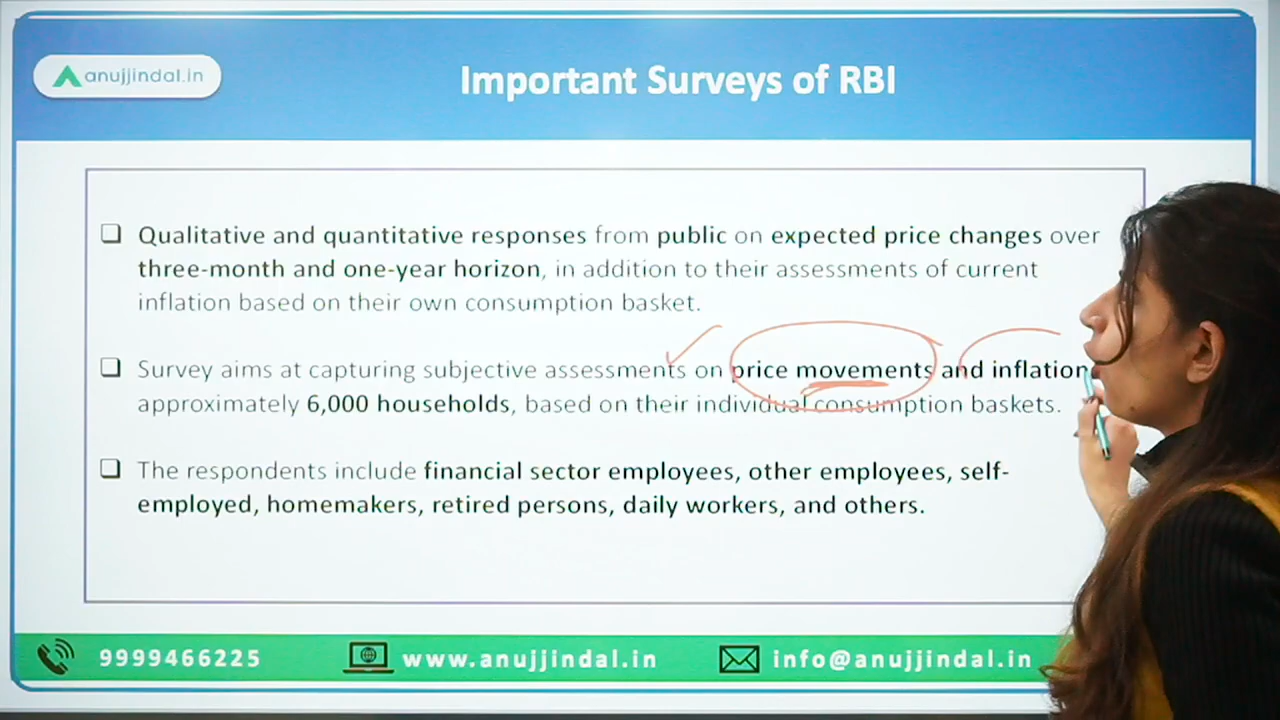 anujjindal.in
Important Surveys of RBI
Qualitative and quantitative responses from public on expected price changes over
three-month and one-year horizon, in addition to their assessments of current
inflation based on their own consumption basket.
Survey aims at capturing subjective assessments on price movements and inflation
approximately 6,000 households, based on their individual consumption baskets.
The respondents include financial sector employees, other employees, self-
employed, homemakers, retired persons, daily workers, and others.
9999466225
www.anujjindal.in
info@anujjindal.in